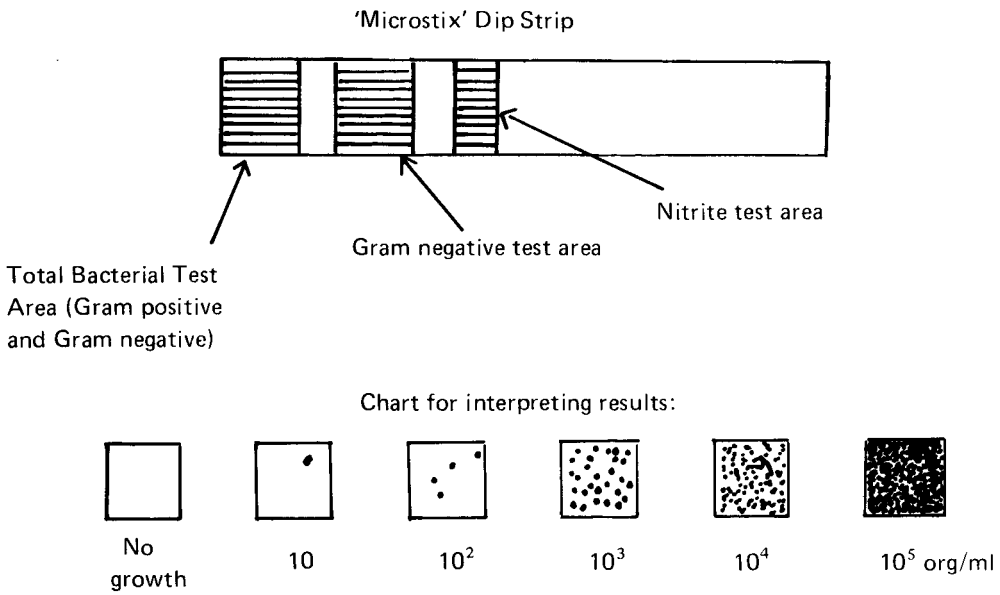 ‘Microstix’ Dip Strip
Nitrite test area
Gram negative test area
Total Bacterial Test
Area (Gram positive
and Gram negative)
Chart for interpreting results:
No
growth
10
10²
10³
10⁴
10⁵ org/ml